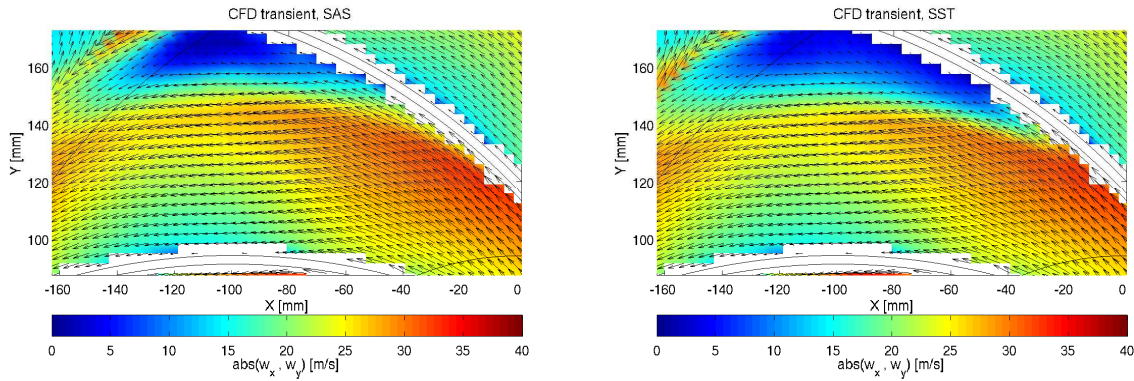 CFD transient, SAS
160
140
120
100
Y [mm]
-160 -140 -120 -100 -80 -60 -40 -20 0
X [mm]
0 5 10 15 20 25 30 35 40
abs(w_x , w_y) [m/s]
CFD transient, SST
160
140
120
100
Y [mm]
-160 -140 -120 -100 -80 -60 -40 -20 0
X [mm]
0 5 10 15 20 25 30 35 40
abs(w_x , w_y) [m/s]